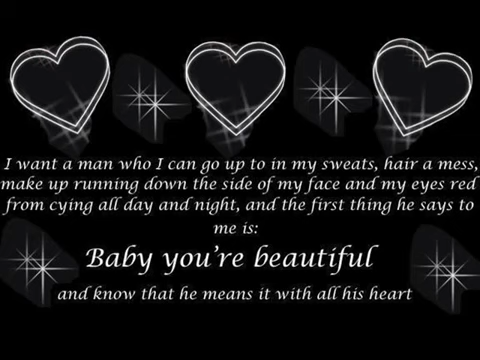 I want a man who I can go up to in my sweats, hair a mess,
make up running down the side of my face and my eyes red
from cying all day and night, and the first thing he says to
me is:
Baby you're beautiful
and know that he means it with all his heart